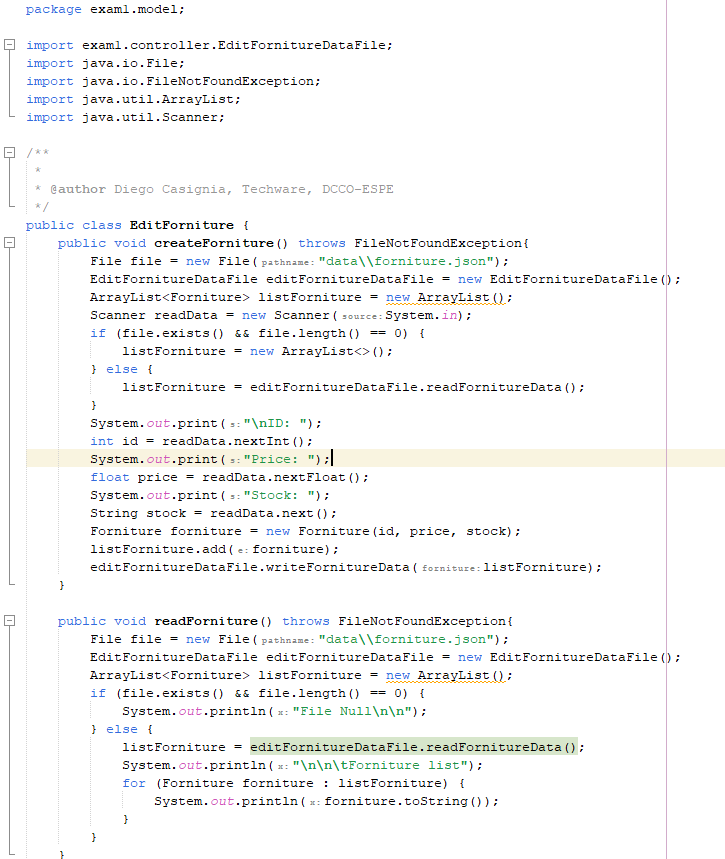 package exam1.model;
import exam1.controller.EditFornitureDataFile;
import java.io.File;
import java.io.FileNotFoundException;
import java.util.ArrayList;
import java.util.Scanner;
/**
 *
 * @author Diego Casignia, Techware, DCCO-ESPE
 */
public class EditForniture {
    public void createForniture() throws FileNotFoundException{
        File file = new File( pathname: "data\\forniture.json");
        EditFornitureDataFile editFornitureDataFile = new EditFornitureDataFile();
        ArrayList<Forniture> listForniture = new ArrayList();
        Scanner readData = new Scanner( source: System.in);
        if (file.exists() && file.length() == 0) {
            listForniture = new ArrayList<>();
        } else {
            listForniture = editFornitureDataFile.readFornitureData();
        }
        System.out.print( s: "\nID: ");
        int id = readData.nextInt();
        System.out.print( s: "Price: ");
        float price = readData.nextFloat();
        System.out.print( s: "Stock: ");
        String stock = readData.next();
        Forniture forniture = new Forniture(id, price, stock);
        listForniture.add( e: forniture);
        editFornitureDataFile.writeFornitureData( forniture: listForniture);
    }
    public void readForniture() throws FileNotFoundException{
        File file = new File( pathname: "data\\forniture.json");
        EditFornitureDataFile editFornitureDataFile = new EditFornitureDataFile();
        ArrayList<Forniture> listForniture = new ArrayList();
        if (file.exists() && file.length() == 0) {
            System.out.println( x: "File Null\n\n");
        } else {
            listForniture = editFornitureDataFile.readFornitureData();
            System.out.println( x: "\n\n\tForniture list");
            for (Forniture forniture : listForniture) {
                System.out.println( x: forniture.toString());
            }
        }
    }